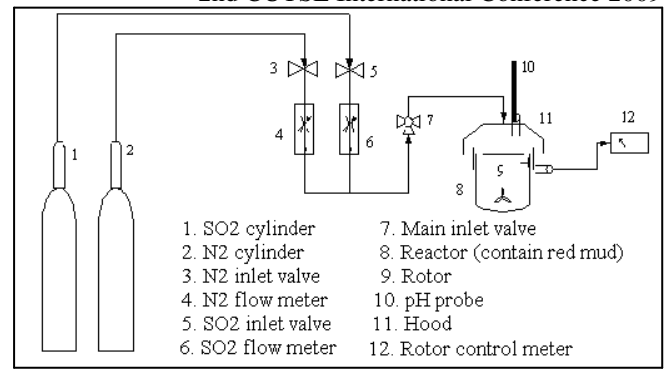 2nd CUTSE International Conference 2009
1
2
3
4
5
6
7
8
5
10
11
12
1. SO2 cylinder
2. N2 cylinder
3. N2 inlet valve
4. N2 flow meter
5. SO2 inlet valve
6. SO2 flow meter
7. Main inlet valve
8. Reactor (contain red mud)
9. Rotor
10. pH probe
11. Hood
12. Rotor control meter